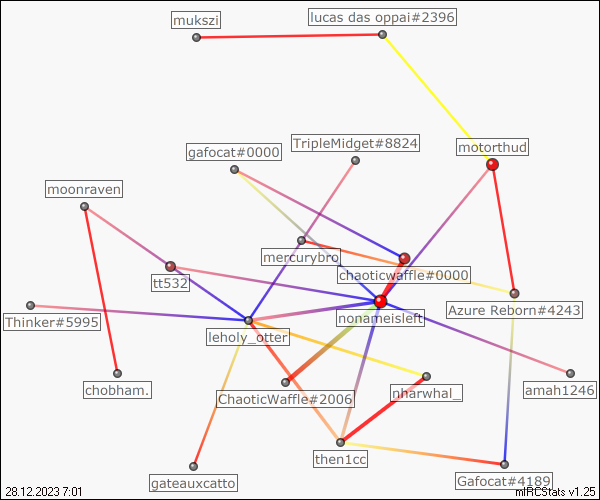 mukszi
lucas das oppai#2396
TripleMidget#8824
motorthud
gafocat#0000
moonraven
mercurybro
chaoticwaffle#0000
tt532
Azure Reborn#4243
Thinker#5995
nonameisleft
leholy_otter
chobham.
ChaoticWaffle#2006
nharwhal_
amah1246
then1cc
gateauxcatto
Gafocat#4189
28.12.2023 7:01
mIRCStats v1.25